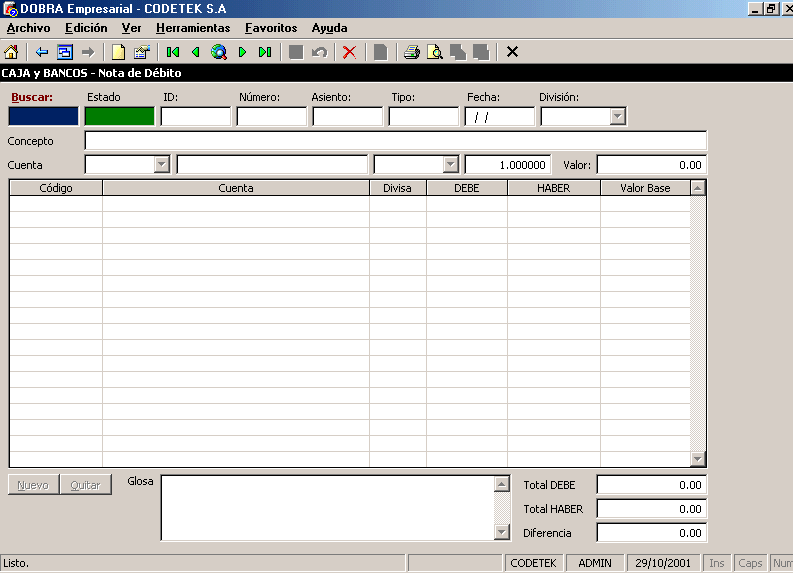 DOBRA Empresarial - CODETEK S.A
Archivo Edición Ver Herramientas Favoritos Ayuda
CAJA y BANCOS - Nota de Débito
Buscar: Estado ID: Número: Asiento: Tipo: Fecha: División:
/ /
Concepto
Cuenta 1.000000 Valor: 0.00
Código Cuenta Divisa DEBE HABER Valor Base
Nuevo Quitar Glosa Total DEBE 0.00
Total HABER 0.00
Diferencia 0.00
Listo. CODETEK ADMIN 29/10/2001 Ins Caps Num